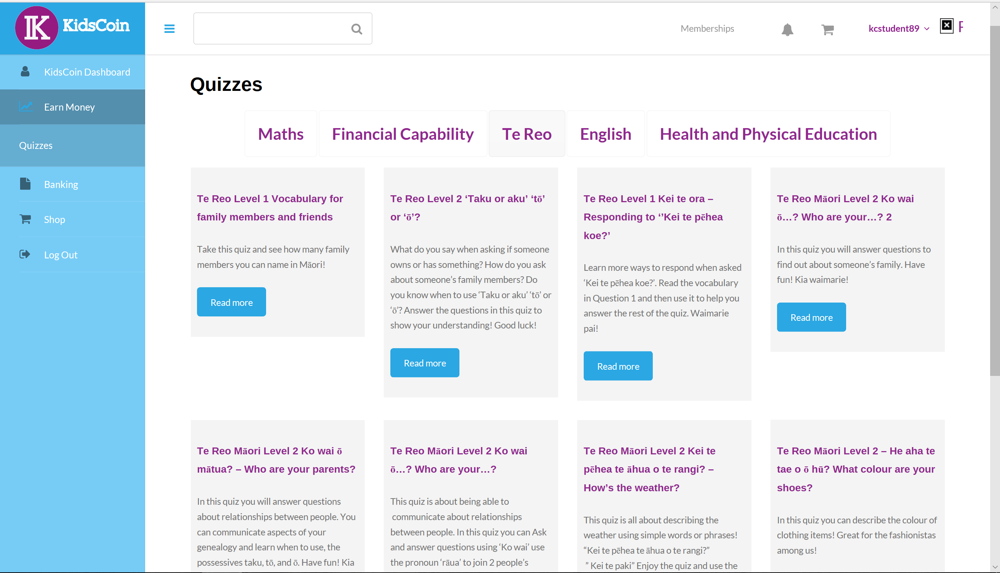 K KidsCoin
Memberships
kcstudent89
F
KidsCoin Dashboard
Earn Money
Quizzes
Banking
Shop
Log Out
Quizzes
Maths
Financial Capability
Te Reo
English
Health and Physical Education
Te Reo Level 1 Vocabulary for
family members and friends
Take this quiz and see how many family
members you can name in Māori!
Read more
Te Reo Level 2 ‘Taku or aku’ ‘tō’
or ‘ō’?
What do you say when asking if someone
owns or has something? How do you ask
about someone’s family members? Do
you know when to use ‘Taku or aku’ ‘tō’ or
‘ō’? Answer the questions in this quiz to
show your understanding! Good luck!
Read more
Te Reo Level 1 Kei te ora –
Responding to ‘’Kei te pēhea
koe?’
Learn more ways to respond when asked
‘Kei te pēhea koe?’. Read the vocabulary
in Question 1 and then use it to help you
answer the rest of the quiz. Waimarie
pai!
Read more
Te Reo Māori Level 2 Ko wai
ō…? Who are your…? 2
In this quiz you will answer questions to
find out about someone’s family. Have
fun! Kia waimarie!
Read more
Te Reo Māori Level 2 Ko wai ō
mātua? – Who are your parents?
In this quiz you will answer questions
about relationships between people. You
can communicate aspects of your
genealogy and learn when to use, the
possessives taku, tō, and ō. Have fun! Kia
Te Reo Māori Level 2 Ko wai
ō…? Who are your…?
This quiz is about being able to
communicate about relationships
between people. In this quiz you can Ask
and answer questions using ‘Ko wai’ use
the pronoun ‘rāua’ to join 2 people’s
Te Reo Māori Level 2 Kei te
pēhea te āhua o te rangi? –
How’s the weather?
This quiz is all about describing the
weather using simple words or phrases!
“Kei te pēhea te āhua o te rangi?”
” Kei te paki” Enjoy the quiz and use the
Te Reo Māori Level 2 – He aha te
tae o ō hū? What colour are your
shoes?
In this quiz you can describe the colour of
clothing items! Great for the fashionistas
among us!